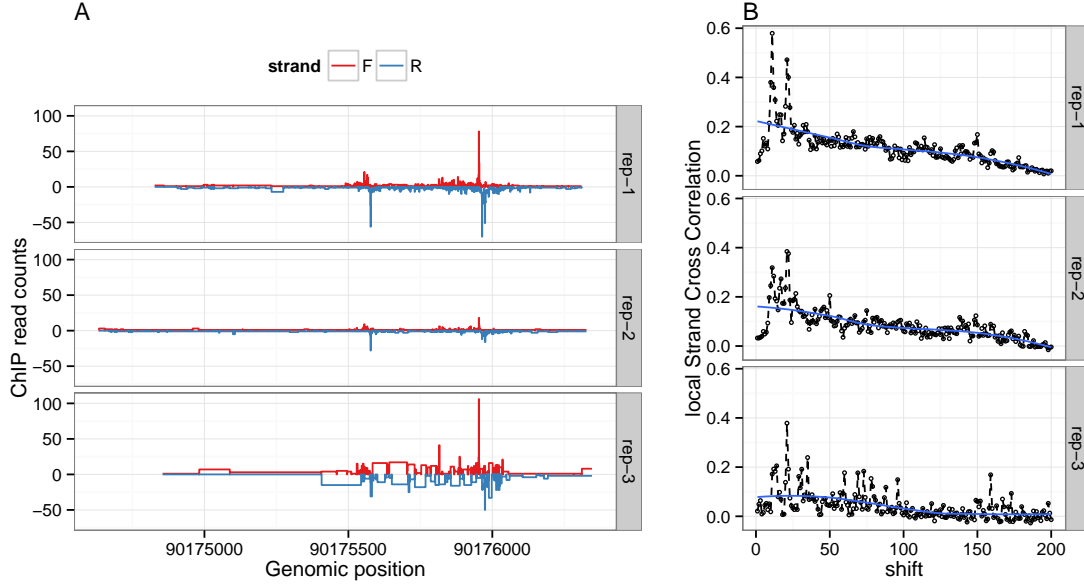 A
strand F R
ChIP read counts
100
50
0
−50
rep−1
100
50
0
−50
rep−2
100
50
0
−50
rep−3
90175000 90175500 90176000
Genomic position
B
local Strand Cross Correlation
0.6
0.4
0.2
0.0
rep−1
0.6
0.4
0.2
0.0
rep−2
0.6
0.4
0.2
0.0
rep−3
0 50 100 150 200
shift